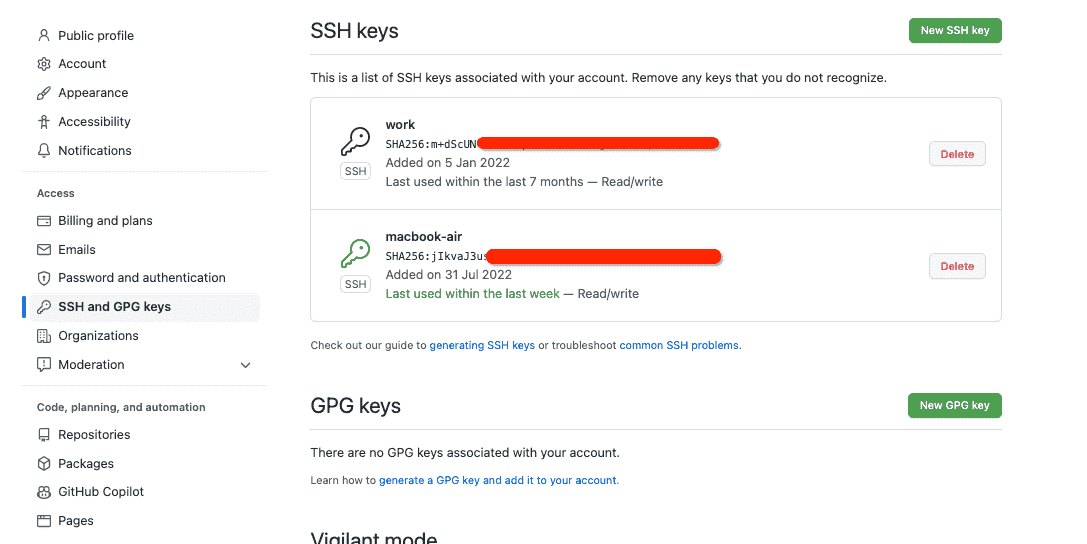 Public profile
Account
Appearance
Accessibility
Notifications
Access
Billing and plans
Emails
Password and authentication
SSH and GPG keys
Organizations
Moderation
Code, planning, and automation
Repositories
Packages
GitHub Copilot
Pages
SSH keys
New SSH key
This is a list of SSH keys associated with your account. Remove any keys that you do not recognize.
work
SHA256:m+dScUN
Added on 5 Jan 2022
Last used within the last 7 months — Read/write
SSH
Delete
macbook-air
SHA256:jIkvaJ3us
Added on 31 Jul 2022
Last used within the last week — Read/write
SSH
Delete
Check out our guide to generating SSH keys or troubleshoot common SSH problems.
GPG keys
New GPG key
There are no GPG keys associated with your account.
Learn how to generate a GPG key and add it to your account.
Vigilant mode